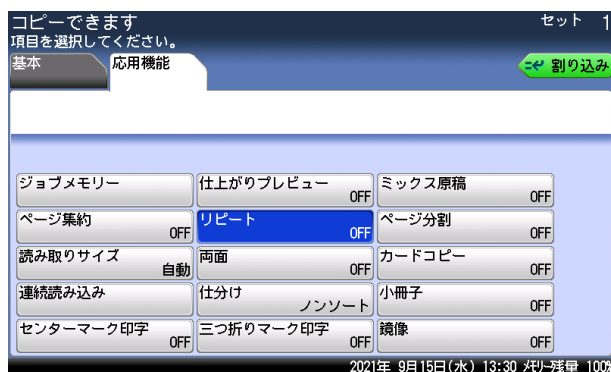 コピーできます
セット 1
項目を選択してください。
基本
応用機能
割り込み
ジョブメモリー
仕上がりプレビュー
OFF
ミックス原稿
OFF
ページ集約
OFF
リピート
OFF
ページ分割
OFF
読み取りサイズ
自動
両面
OFF
カードコピー
OFF
連続読み込み
仕分け
ノンソート
小冊子
OFF
センターマーク印字
OFF
三つ折りマーク印字
OFF
鏡像
OFF
2021年 9月15日(水) 13:30 メモリー残量 100%